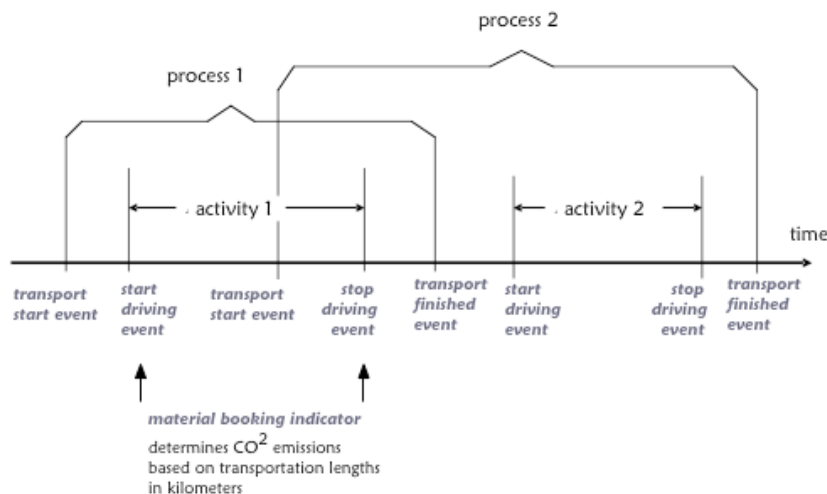 process 2
process 1
activity 1
activity 2
time
transport
start event
start
driving
event
transport
start event
stop
driving
event
transport
finished
event
start
driving
event
stop
driving
event
transport
finished
event
material booking indicator
determines CO² emissions
based on transportation lengths
in kilometers